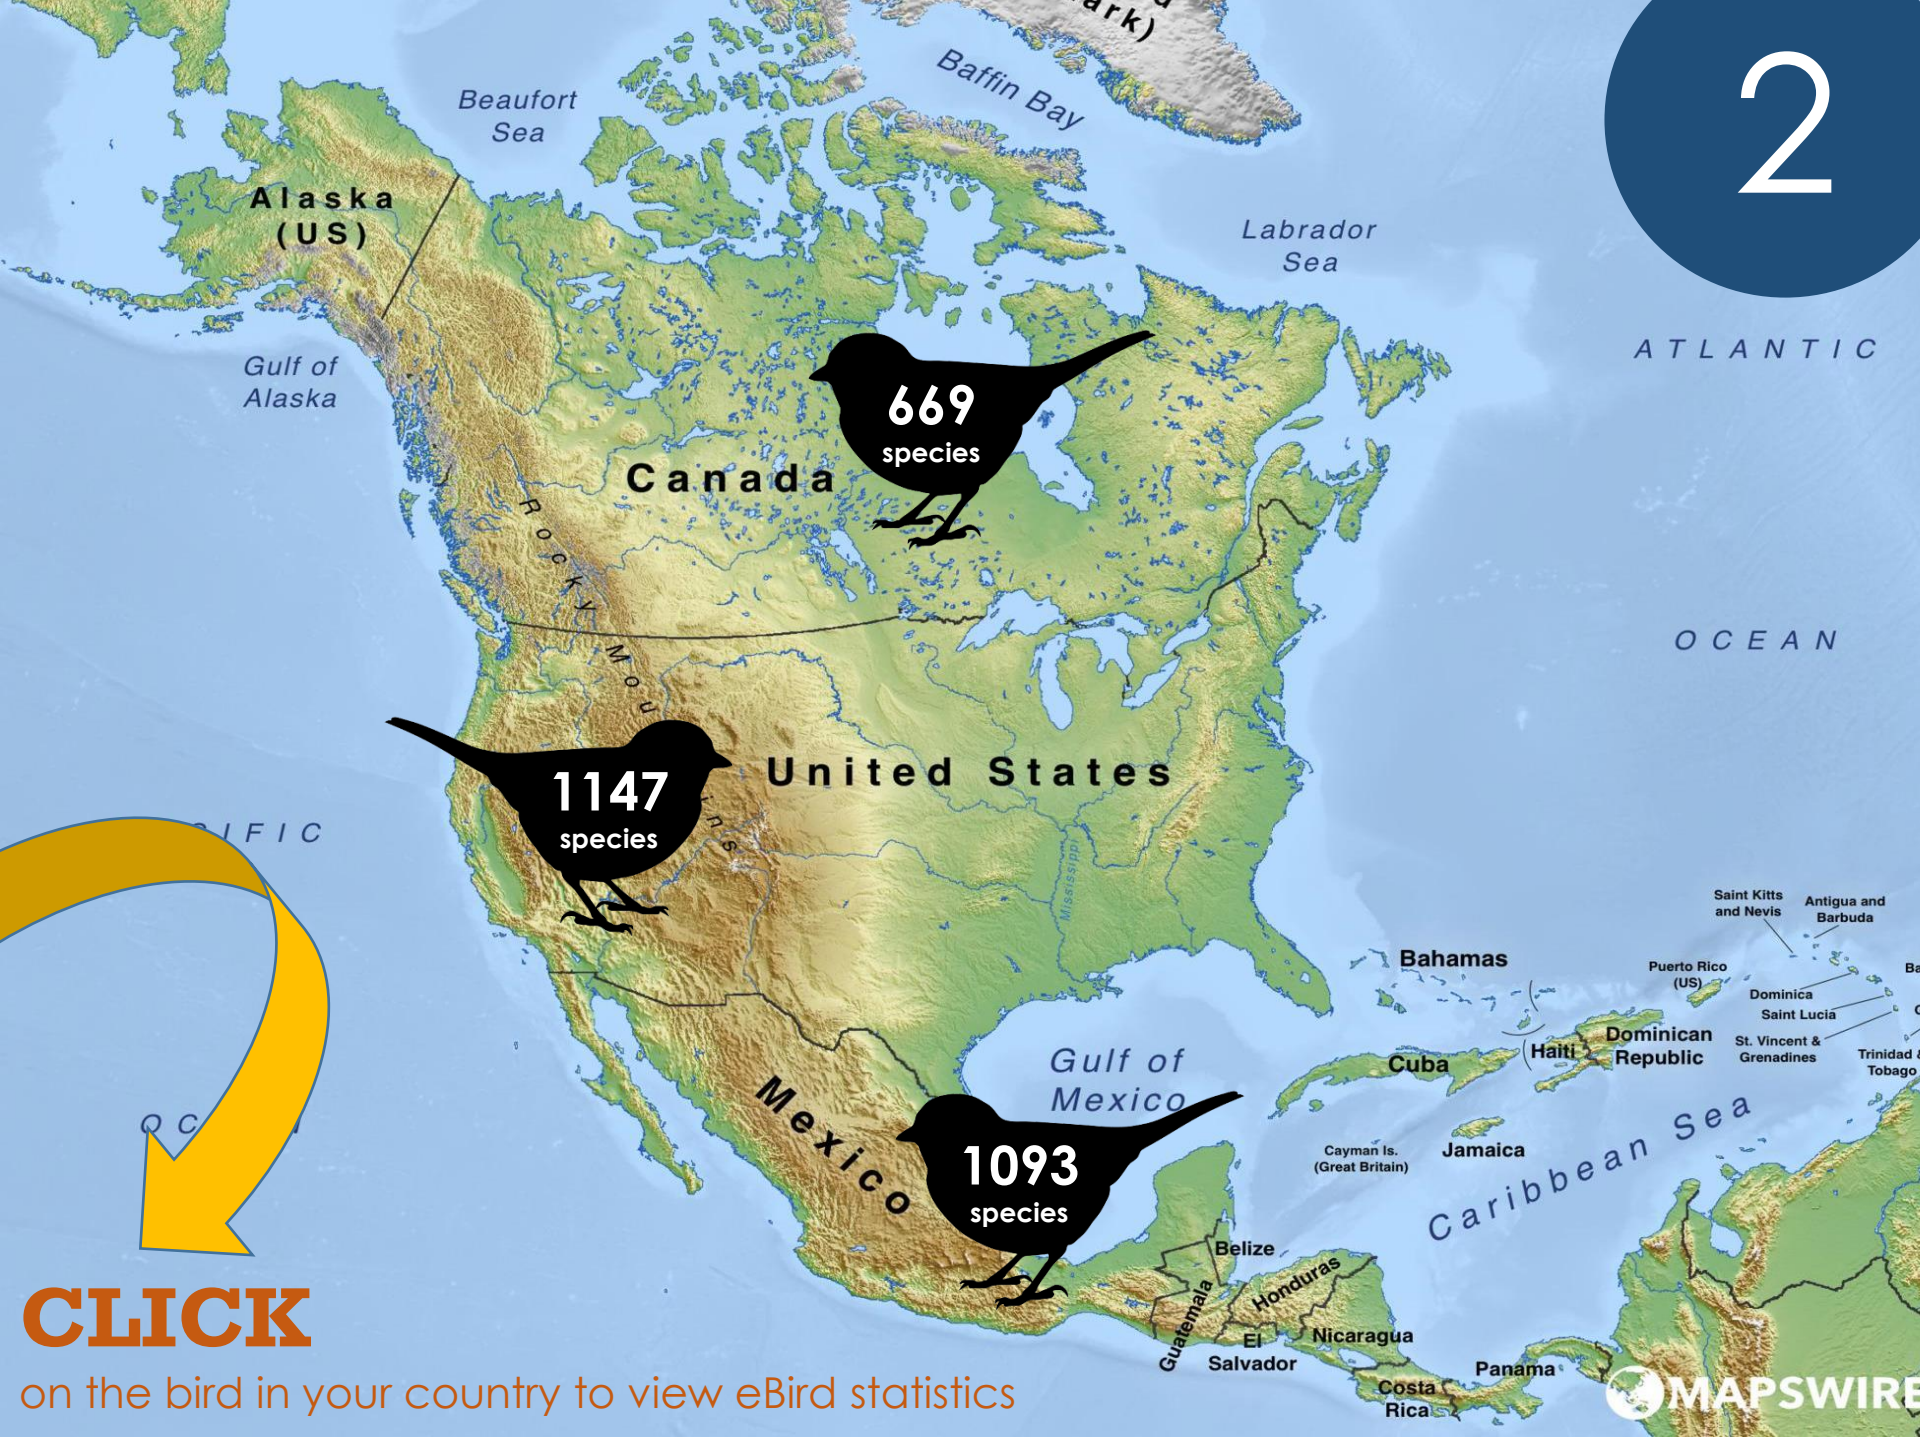 ark)
Baffin Bay
2
Beaufort
Sea
Alaska
(US)
Labrador
Sea
ATLANTIC
Gulf of
Alaska
669
species
Canada
Rocky
OCEAN
1147
species
United States
Mississippi
Saint Kitts
and Nevis
Antigua and
Barbuda
Bahamas
Puerto Rico
(US)
Dominica
Saint Lucia
St. Vincent &
Grenadines
Trinidad &
Tobago
Dominican
Republic
Haiti
Cuba
Gulf of
Mexico
Mexico
1093
species
Cayman Is.
(Great Britain)
Jamaica
Caribbean Sea
Belize
Honduras
Guatemala
El
Salvador
Nicaragua
Costa
Rica
Panama
CLICK
on the bird in your country to view eBird statistics
MAPSWIRE